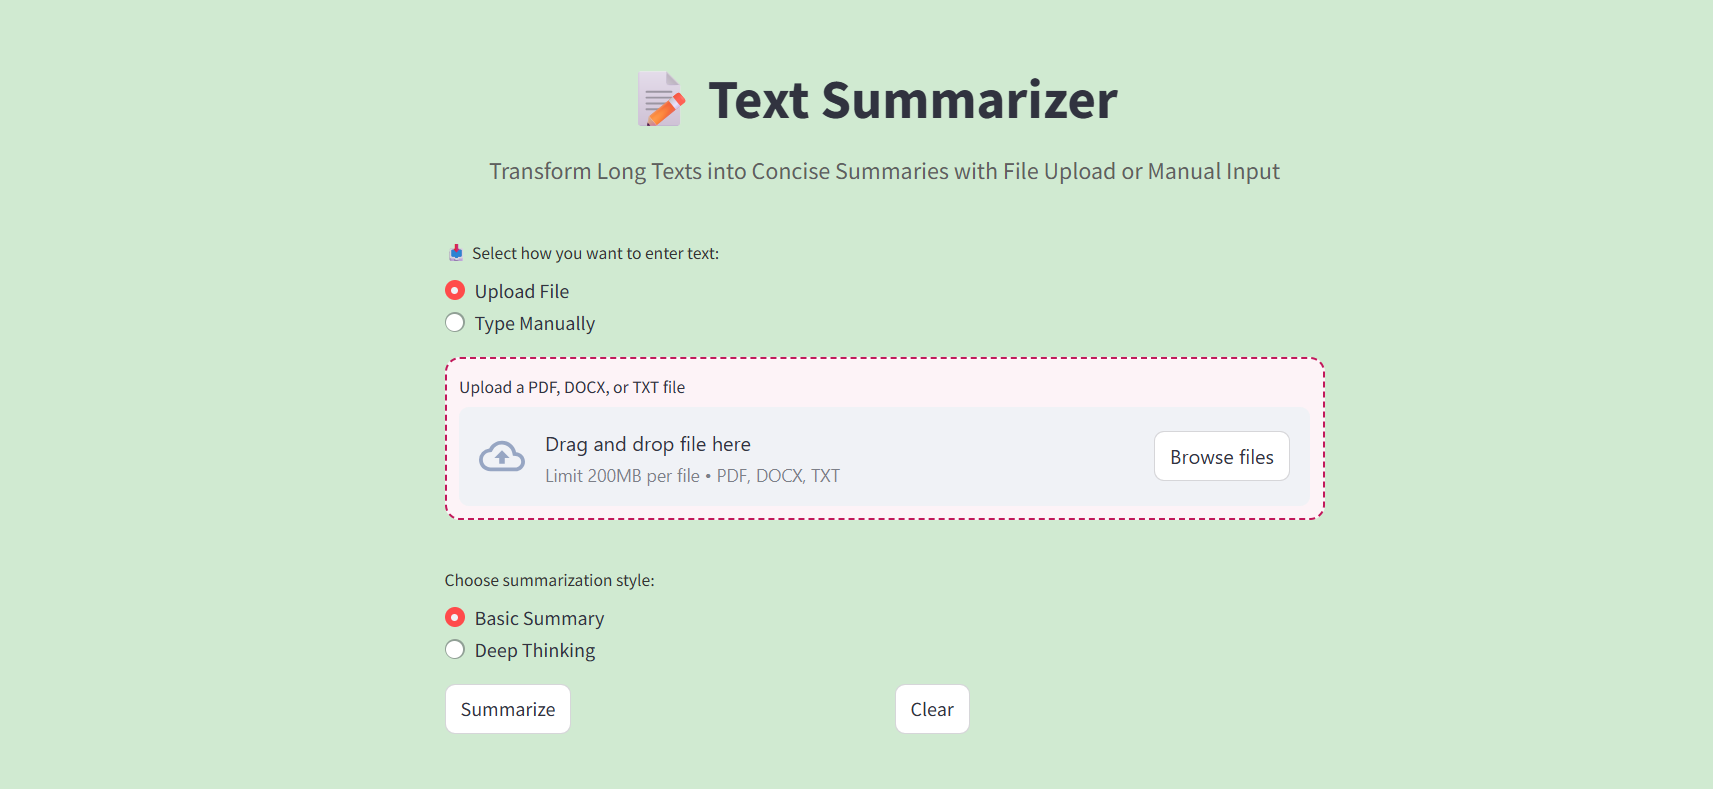 Text Summarizer
Transform Long Texts into Concise Summaries with File Upload or Manual Input
Select how you want to enter text:
Upload File
Type Manually
Upload a PDF, DOCX, or TXT file
Drag and drop file here
Limit 200MB per file • PDF, DOCX, TXT
Browse files
Choose summarization style:
Basic Summary
Deep Thinking
Summarize
Clear